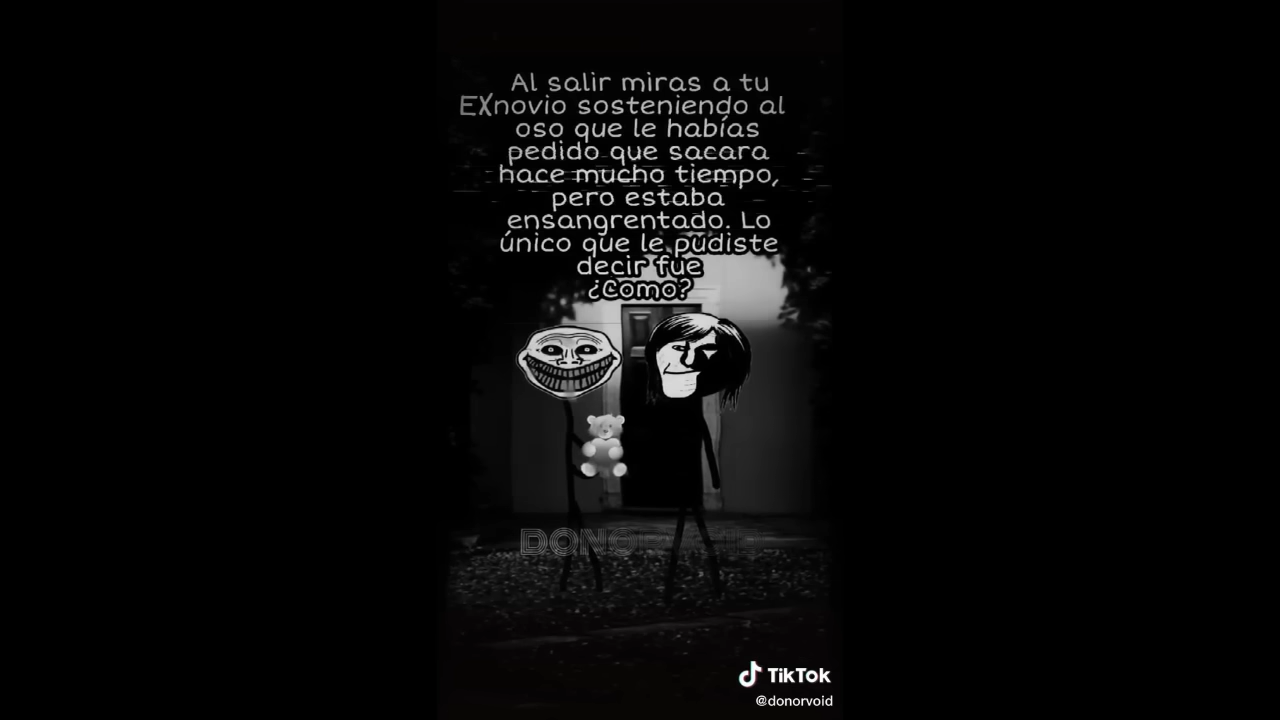 Al salir miras a tu
EXnovio sosteniendo al
oso que le habías
pedido que sacara
hace mucho tiempo,
pero estaba
ensangrentado. Lo
único que le pudiste
decir fue
¿como?
TikTok
@donorvoid